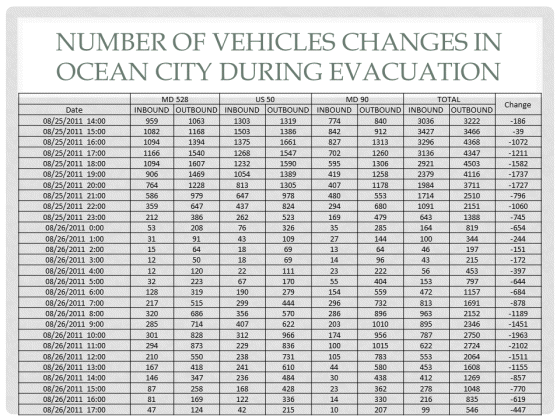 NUMBER OF VEHICLES CHANGES IN
OCEAN CITY DURING EVACUATION
MD 528 US 50 MD 90 TOTAL Change
Date INBOUND OUTBOUND INBOUND OUTBOUND INBOUND OUTBOUND INBOUND OUTBOUND
08/25/2011 14:00 959 1063 1303 1319 774 840 3036 3222 -186
08/25/2011 15:00 1082 1168 1503 1386 842 912 3427 3466 -39
08/25/2011 16:00 1094 1394 1375 1661 827 1313 3296 4368 -1072
08/25/2011 17:00 1166 1540 1268 1547 702 1260 3136 4347 -1211
08/25/2011 18:00 1094 1607 1232 1590 595 1306 2921 4503 -1582
08/25/2011 19:00 906 1469 1054 1389 419 1258 2379 4116 -1737
08/25/2011 20:00 764 1228 813 1305 407 1178 1984 3711 -1727
08/25/2011 21:00 586 979 647 978 480 553 1714 2510 -796
08/25/2011 22:00 359 647 437 824 294 680 1091 2151 -1060
08/25/2011 23:00 212 386 262 523 169 479 643 1388 -745
08/26/2011 0:00 53 208 76 326 35 285 164 819 -654
08/26/2011 1:00 31 91 43 109 27 144 100 344 -244
08/26/2011 2:00 15 64 18 69 13 64 46 197 -151
08/26/2011 3:00 12 50 18 69 14 96 43 215 -172
08/26/2011 4:00 12 120 22 111 23 222 56 453 -397
08/26/2011 5:00 32 223 67 170 55 404 153 797 -644
08/26/2011 6:00 128 319 190 279 154 559 472 1157 -684
08/26/2011 7:00 217 515 299 444 296 732 813 1691 -878
08/26/2011 8:00 320 686 356 570 286 896 963 2152 -1189
08/26/2011 9:00 285 714 407 622 203 1010 895 2346 -1451
08/26/2011 10:00 301 828 312 966 174 956 787 2750 -1963
08/26/2011 11:00 294 873 229 836 100 1015 622 2724 -2102
08/26/2011 12:00 210 550 238 731 105 783 553 2064 -1511
08/26/2011 13:00 167 418 241 610 44 580 453 1608 -1155
08/26/2011 14:00 146 347 236 484 30 438 412 1269 -857
08/26/2011 15:00 87 258 168 428 23 362 278 1048 -770
08/26/2011 16:00 81 169 122 336 14 330 216 835 -619
08/26/2011 17:00 47 124 42 215 10 207 99 546 -447